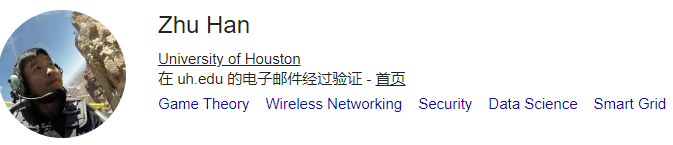 Zhu Han
University of Houston
在 uh.edu 的电子邮件经过验证 - 首页
Game Theory Wireless Networking Security Data Science Smart Grid